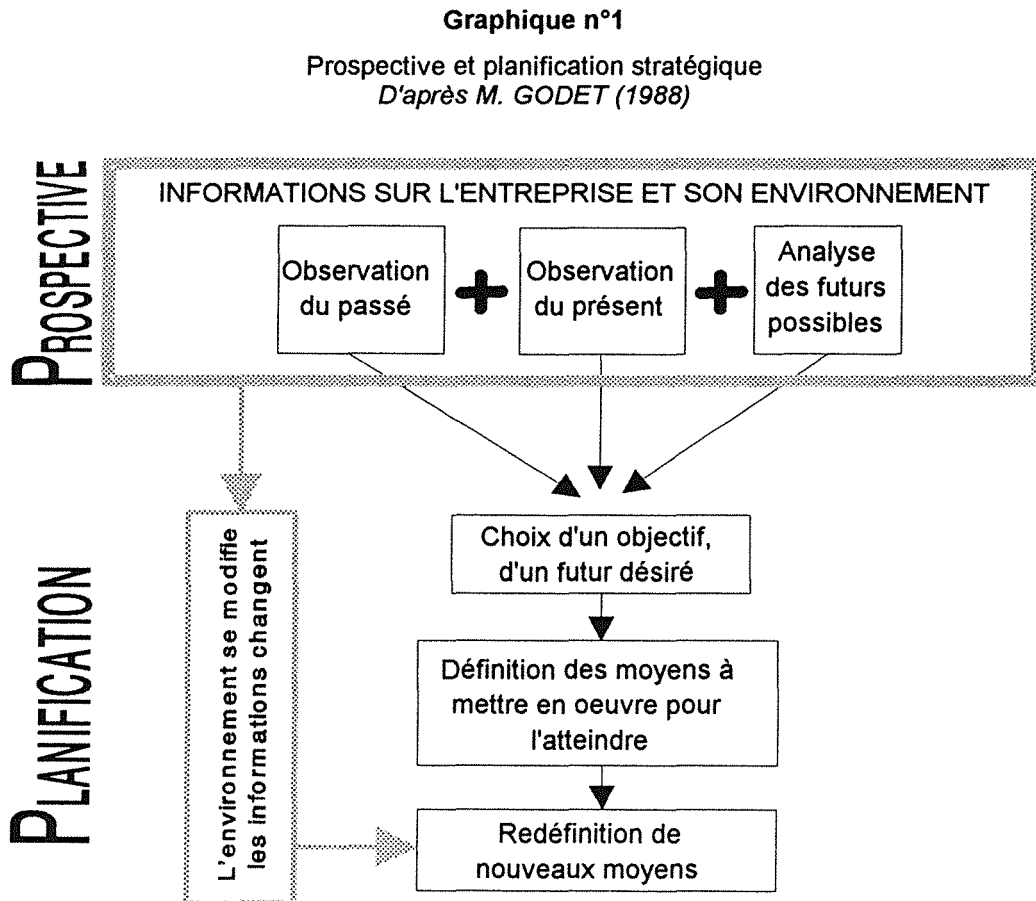 Graphique n°1
Prospective et planification stratégique
D'après M. GODET (1988)
PROSPECTIVE
INFORMATIONS SUR L'ENTREPRISE ET SON ENVIRONNEMENT
Observation
du passé
Observation
du présent
Analyse
des futurs
possibles
PLANIFICATION
L'environnement se modifie
les informations changent
Choix d'un objectif,
d'un futur désiré
Définition des moyens à
mettre en oeuvre pour
l'atteindre
Redéfinition de
nouveaux moyens